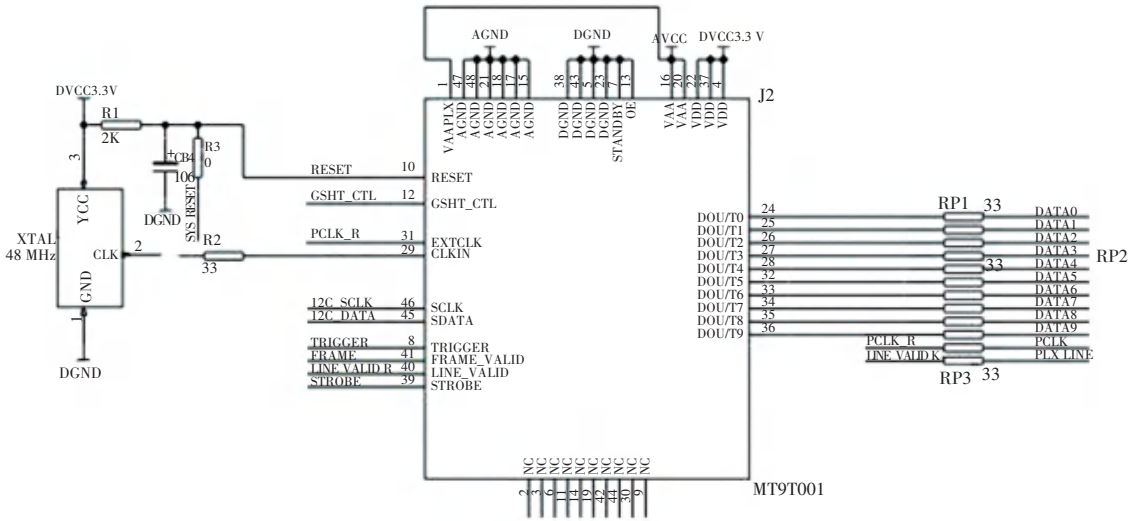 AGND DGND AVCC DVCC3.3 V
1 47 48 21 18 17 15 38 43 5 23 7 13 16 20 22 37 4
J2
VAAPLX AGND AGND AGND AGND AGND AGND DGND DGND DGND DGND STANDBY OE VAA VAA VDD VDD VDD
DVCC3.3V
R1
2K
R3
0
CB4
106
+
3
YCC
DGND
SYS RESET
XTAL
48 MHz
CLK
2
R2
33
GND
1
DGND
RESET 10 RESET
GSHT_CTL 12 GSHT_CTL
PCLK_R 31 EXTCLK
29 CLKIN
12C_SCLK 46 SCLK
12C_DATA 45 SDATA
TRIGGER 8 TRIGGER
FRAME 41 FRAME_VALID
LINE VALID R 40 LINE_VALID
STROBE 39 STROBE
RP1 33
DOU/T0 24 DATA0
DOU/T1 25 DATA1
DOU/T2 26 DATA2
DOU/T3 27 DATA3 RP2
DOU/T4 28 33 DATA4
DOU/T5 32 DATA5
DOU/T6 33 DATA6
DOU/T7 34 DATA7
DOU/T8 35 DATA8
DOU/T9 36 DATA9
PCLK_R PCLK
LINE VALID K PLX LINE
RP3 33
NC NC NC NC NC NC NC NC NC NC
2 3 6 11 14 19 42 44 30 9
MT9T001